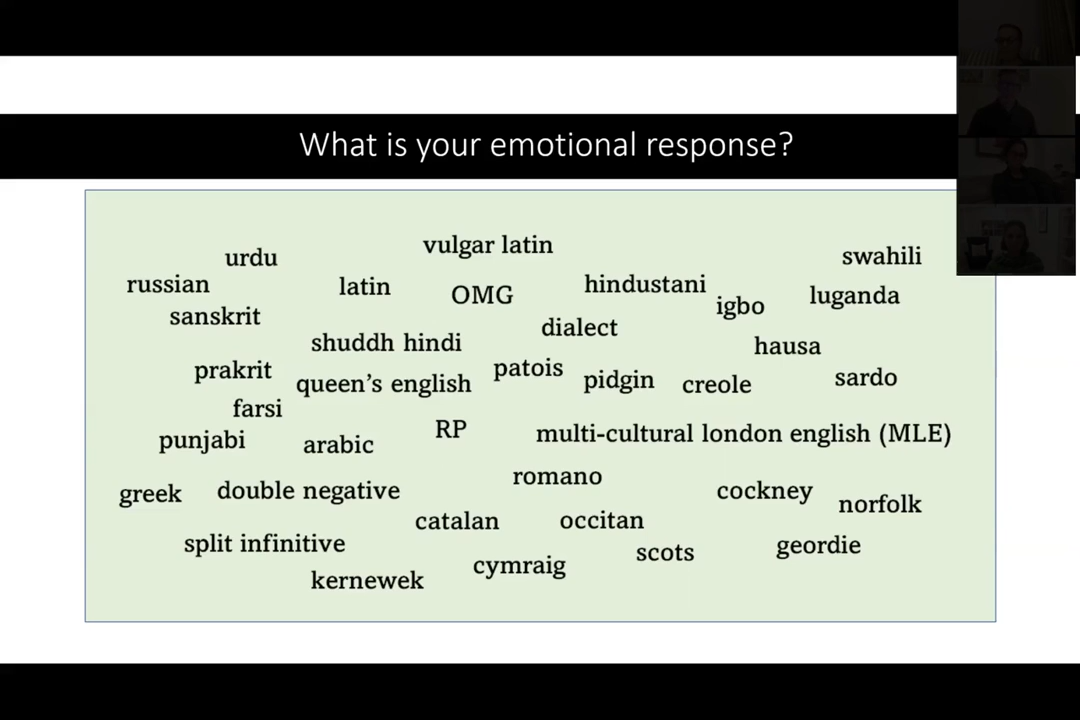 What is your emotional response?
vulgar latin
urdu
swahili
russian
latin
OMG
hindustani
igbo
luganda
sanskrit
dialect
shuddh hindi
hausa
prakrit
queen's english
patois
pidgin
creole
sardo
farsi
punjabi
arabic
RP
multi-cultural london english (MLE)
romano
greek
double negative
cockney
norfolk
catalan
occitan
split infinitive
scots
geordie
kernewek
cymraig